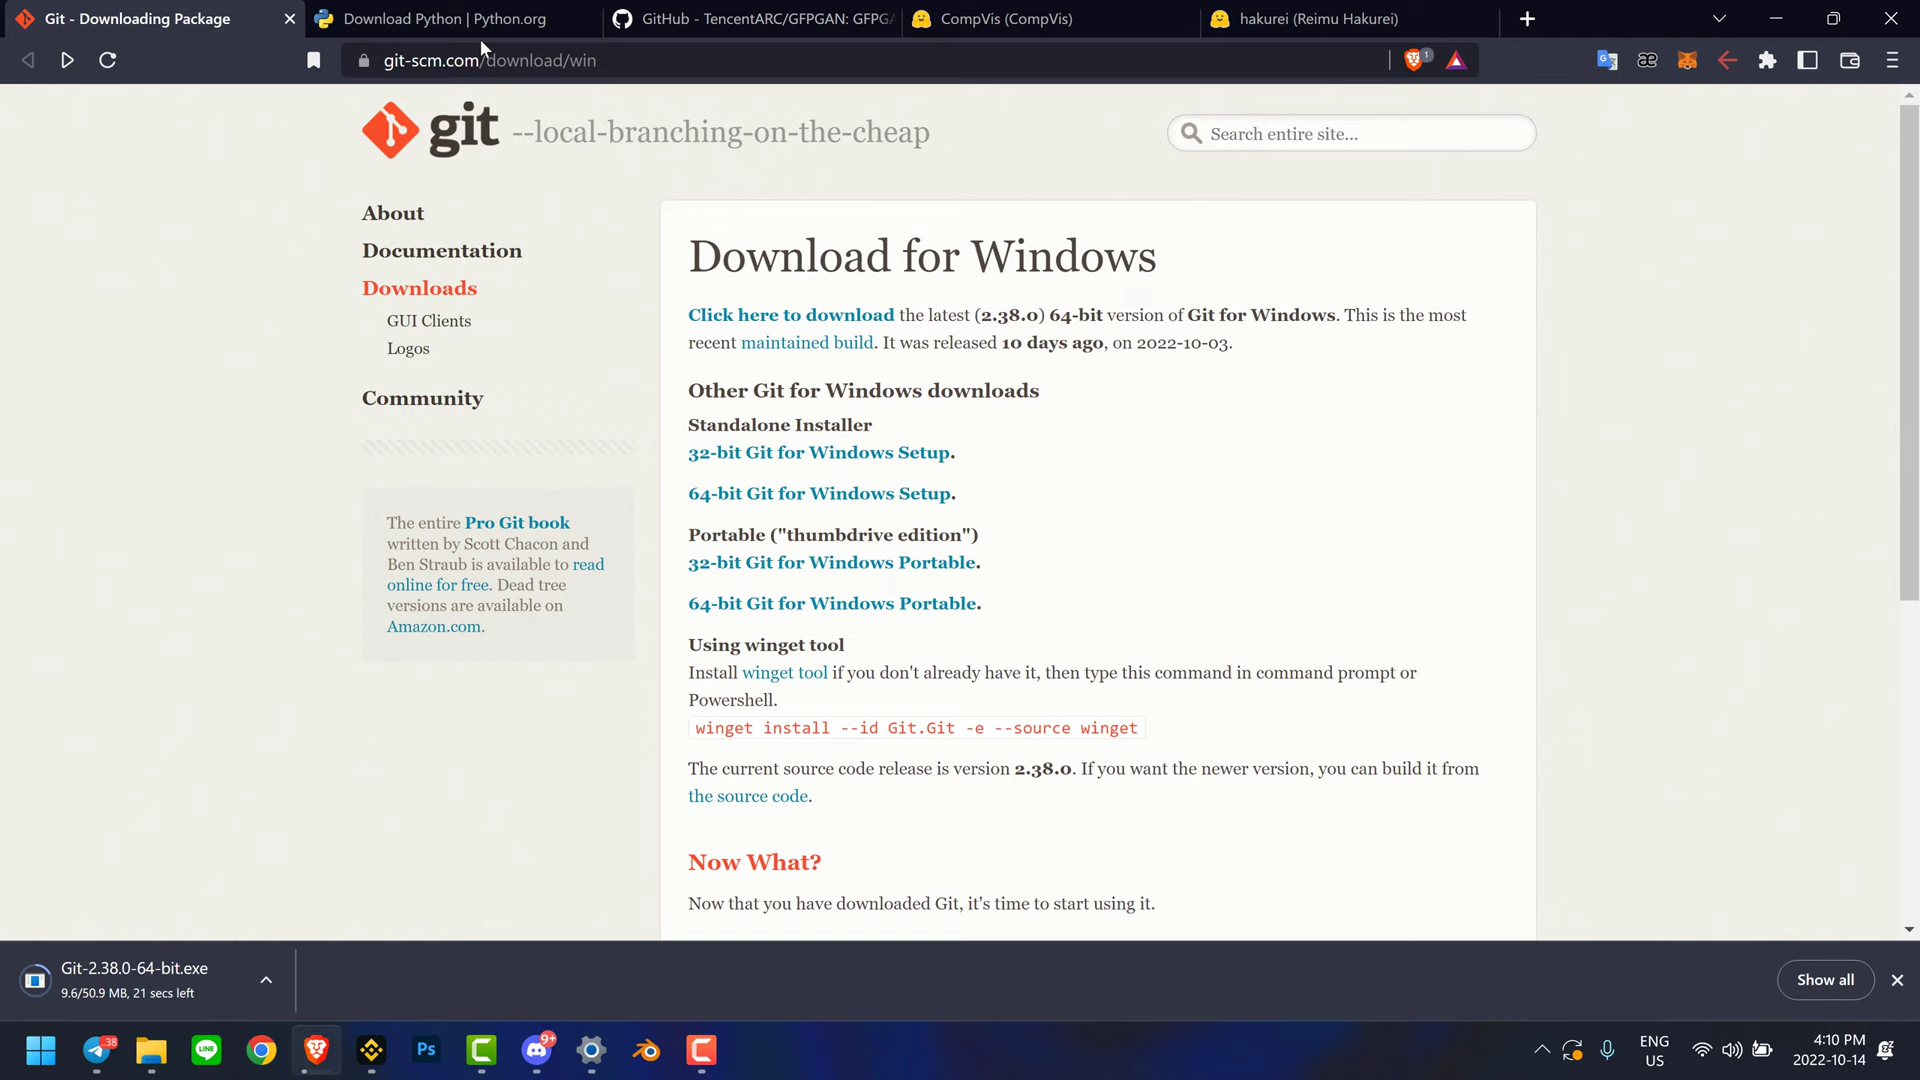 Git - Downloading Package
Download Python | Python.org
GitHub - TencentARC/GFPGAN: GFPGA
CompVis (CompVis)
hakurei (Reimu Hakurei)
git-scm.com/download/win
1
git --local-branching-on-the-cheap
Search entire site...
About
Documentation
Downloads
GUI Clients
Logos
Community
The entire Pro Git book
written by Scott Chacon and
Ben Straub is available to read
online for free. Dead tree
versions are available on
Amazon.com.
Download for Windows
Click here to download the latest (2.38.0) 64-bit version of Git for Windows. This is the most
recent maintained build. It was released 10 days ago, on 2022-10-03.
Other Git for Windows downloads
Standalone Installer
32-bit Git for Windows Setup.
64-bit Git for Windows Setup.
Portable ("thumbdrive edition")
32-bit Git for Windows Portable.
64-bit Git for Windows Portable.
Using winget tool
Install winget tool if you don't already have it, then type this command in command prompt or
Powershell.
winget install --id Git.Git -e --source winget
The current source code release is version 2.38.0. If you want the newer version, you can build it from
the source code.
Now What?
Now that you have downloaded Git, it's time to start using it.
Git-2.38.0-64-bit.exe
9.6/50.9 MB, 21 secs left
Show all
38
LINE
Ps
9+
ENG
US
4:10 PM
2022-10-14